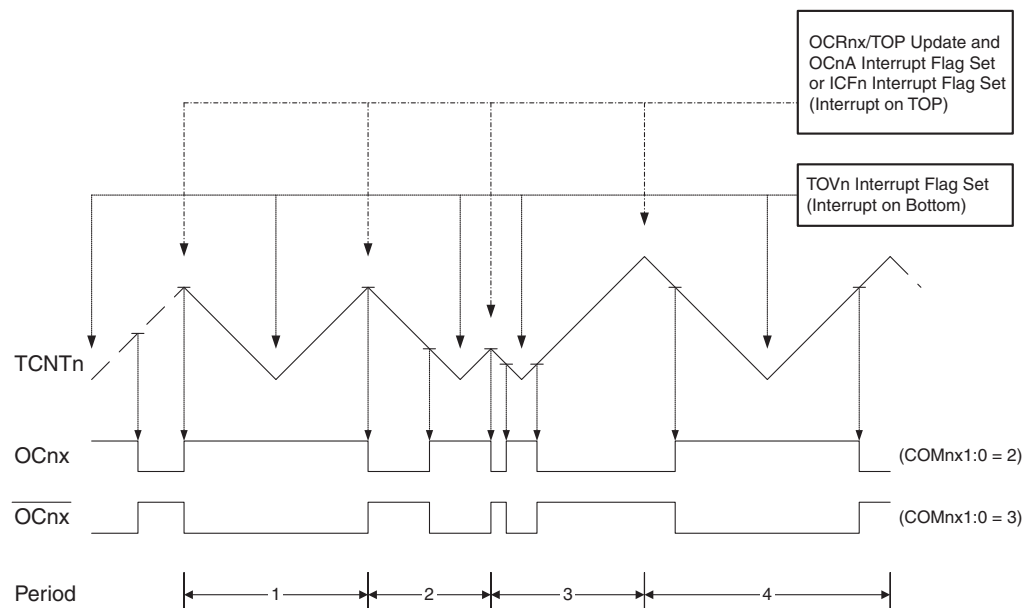 OCRnx/TOP Update and
OCnA Interrupt Flag Set
or ICFn Interrupt Flag Set
(Interrupt on TOP)
TOVn Interrupt Flag Set
(Interrupt on Bottom)
TCNTn
OCnx
(COMnx1:0 = 2)
OCnx
(COMnx1:0 = 3)
Period
1
2
3
4